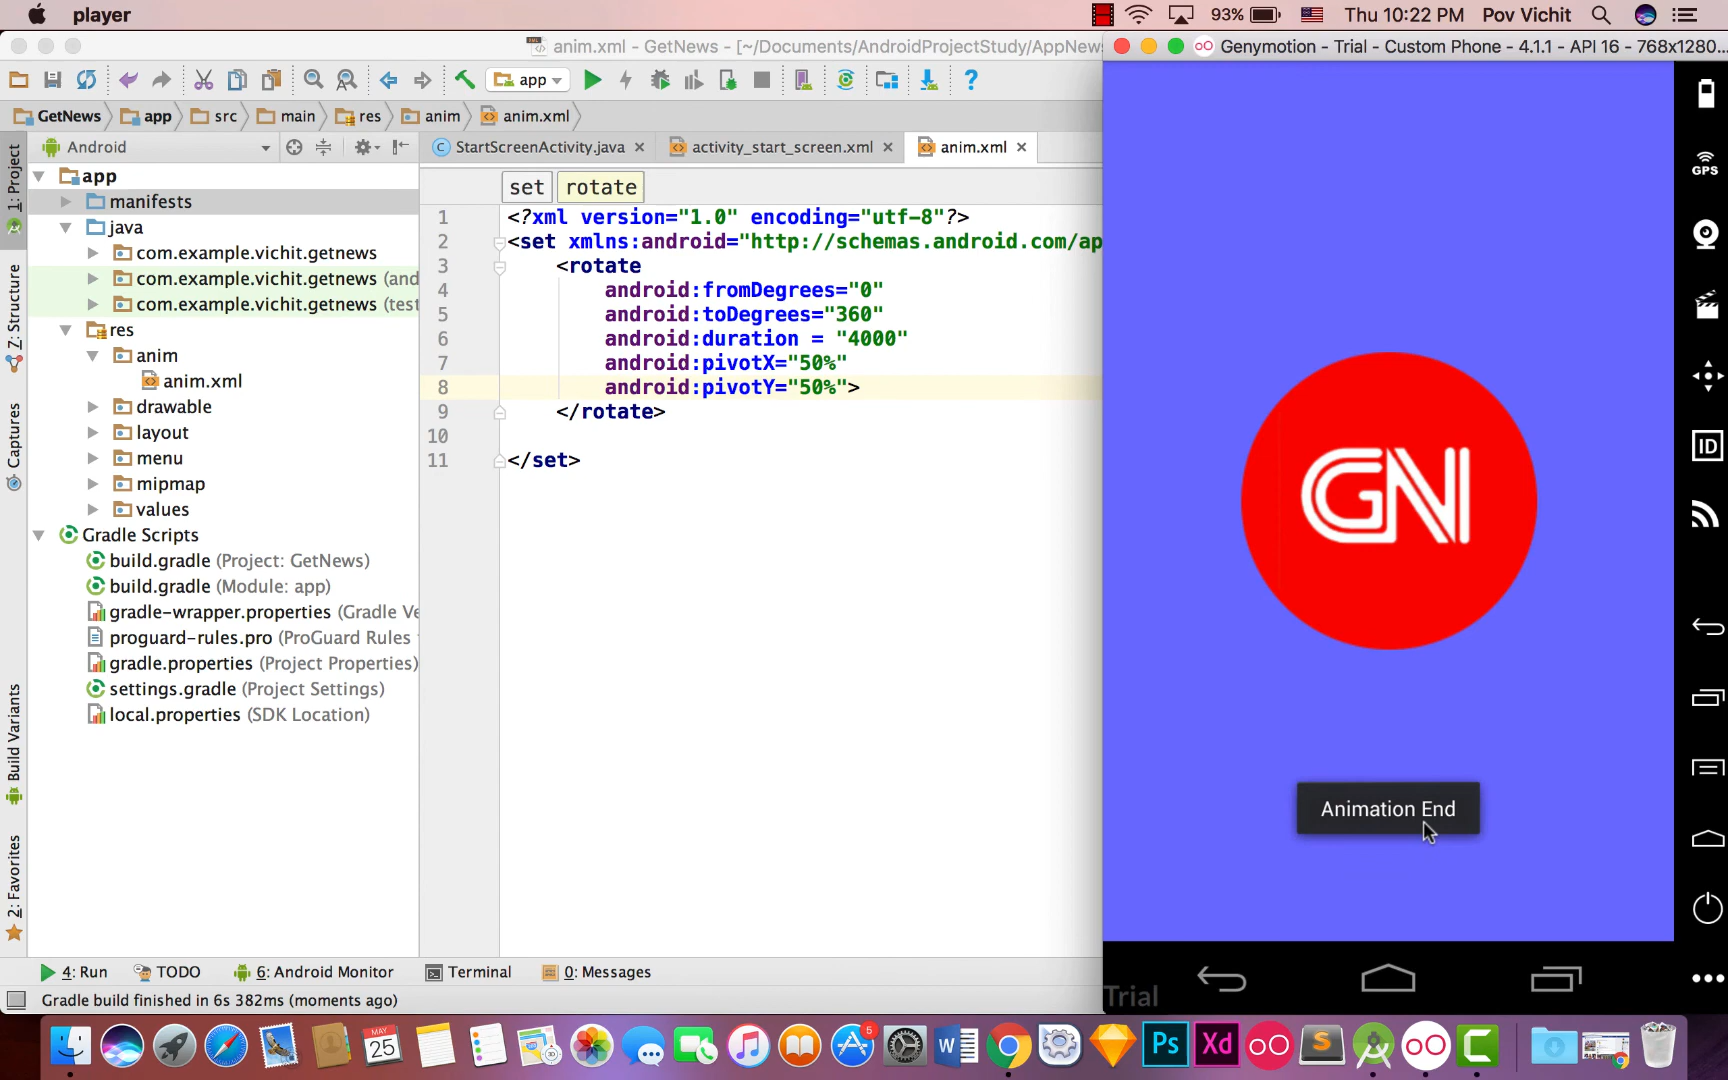 player
93%
Thu 10:22 PM
Pov Vichit
anim.xml - GetNews - [~/Documents/AndroidProjectStudy/AppNews
Genymotion - Trial - Custom Phone - 4.1.1 - API 16 - 768x1280...
app
GetNews
app
src
main
res
anim
anim.xml
Android
StartScreenActivity.java
activity_start_screen.xml
anim.xml
1: Project
Z: Structure
Captures
Build Variants
2: Favorites
app
manifests
java
com.example.vichit.getnews
com.example.vichit.getnews (and
com.example.vichit.getnews (test
res
anim
anim.xml
drawable
layout
menu
mipmap
values
Gradle Scripts
build.gradle (Project: GetNews)
build.gradle (Module: app)
gradle-wrapper.properties (Gradle Ve
proguard-rules.pro (ProGuard Rules
gradle.properties (Project Properties)
settings.gradle (Project Settings)
local.properties (SDK Location)
set
rotate
1 <?xml version="1.0" encoding="utf-8"?>
2 <set xmlns:android="http://schemas.android.com/ap
3 <rotate
4 android:fromDegrees="0"
5 android:toDegrees="360"
6 android:duration = "4000"
7 android:pivotX="50%"
8 android:pivotY="50%">
9 </rotate>
10
11 </set>
GN
Animation End
Trial
GPS
ID
4: Run
TODO
6: Android Monitor
Terminal
0: Messages
Gradle build finished in 6s 382ms (moments ago)
MAY
25
5
W
Ps
Xd
S
C